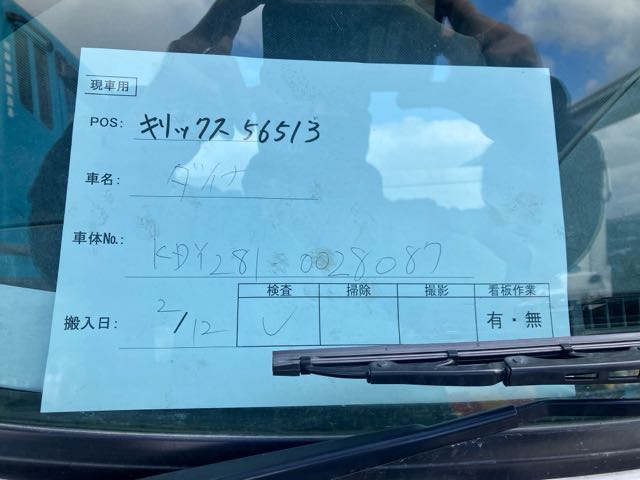 現車用
POS: キリックス 56513
車名: ダイナ
車体No.: KDY281 0028087
検査 掃除 撮影 看板作業
搬入日: 2/12 ✓ 有・無